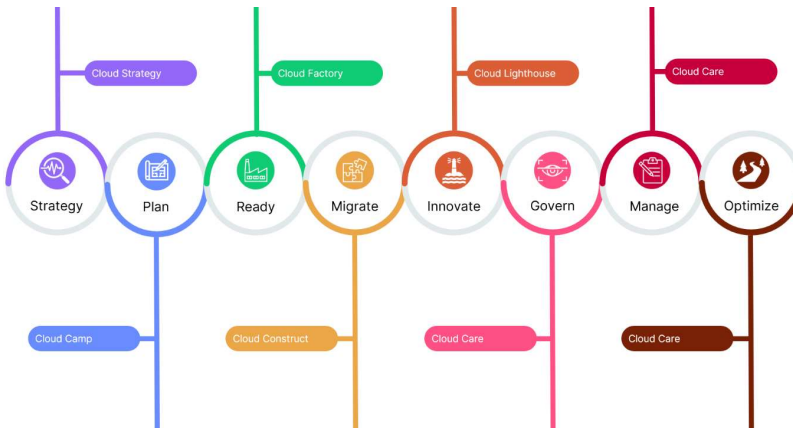 Cloud Strategy
Cloud Factory
Cloud Lighthouse
Cloud Care
Strategy
Plan
Ready
Migrate
Innovate
Govern
Manage
Optimize
Cloud Camp
Cloud Construct
Cloud Care
Cloud Care